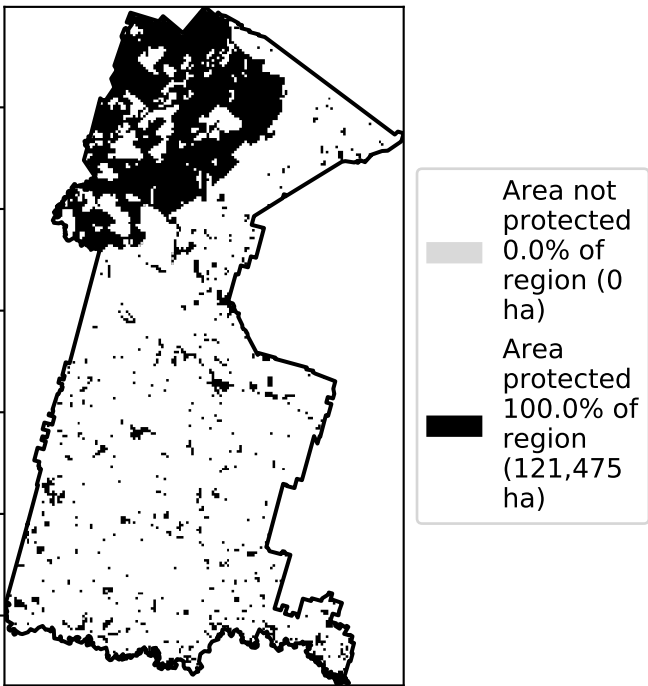 Area not
protected
0.0% of
region (0
ha)
Area
protected
100.0% of
region
(121,475
ha)